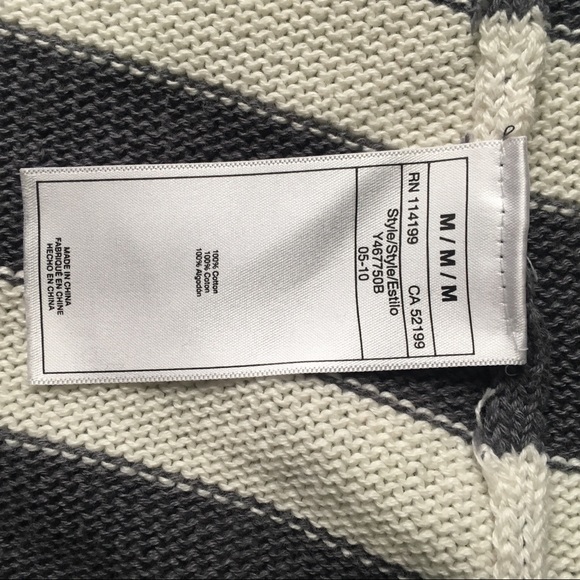 M / M / M
RN 114199 CA 52199
Style/Style/Estilo
Y467750B
05-10
100% Cotton
100% Coton
100% Algodón
MADE IN CHINA
FABRIQUÉ EN CHINE
HECHO EN CHINA